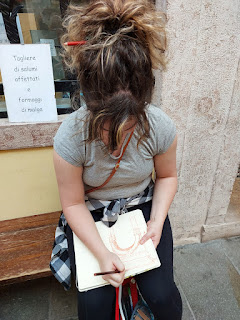 Tagliere
di salumi
affettati
e
formaggi
di malga